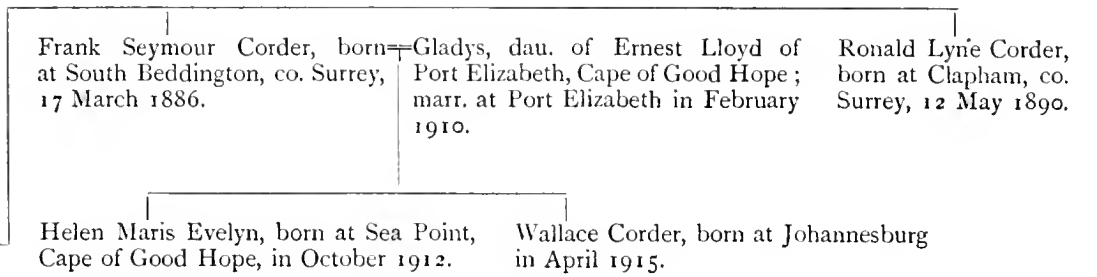 Frank Seymour Corder, born
at South Beddington, co. Surrey,
17 March 1886.
Gladys, dau. of Ernest Lloyd of
Port Elizabeth, Cape of Good Hope;
marr. at Port Elizabeth in February
1910.
Ronald Lyne Corder,
born at Clapham, co.
Surrey, 12 May 1890.
Helen Maris Evelyn, born at Sea Point,
Cape of Good Hope, in October 1912.
Wallace Corder, born at Johannesburg
in April 1915.